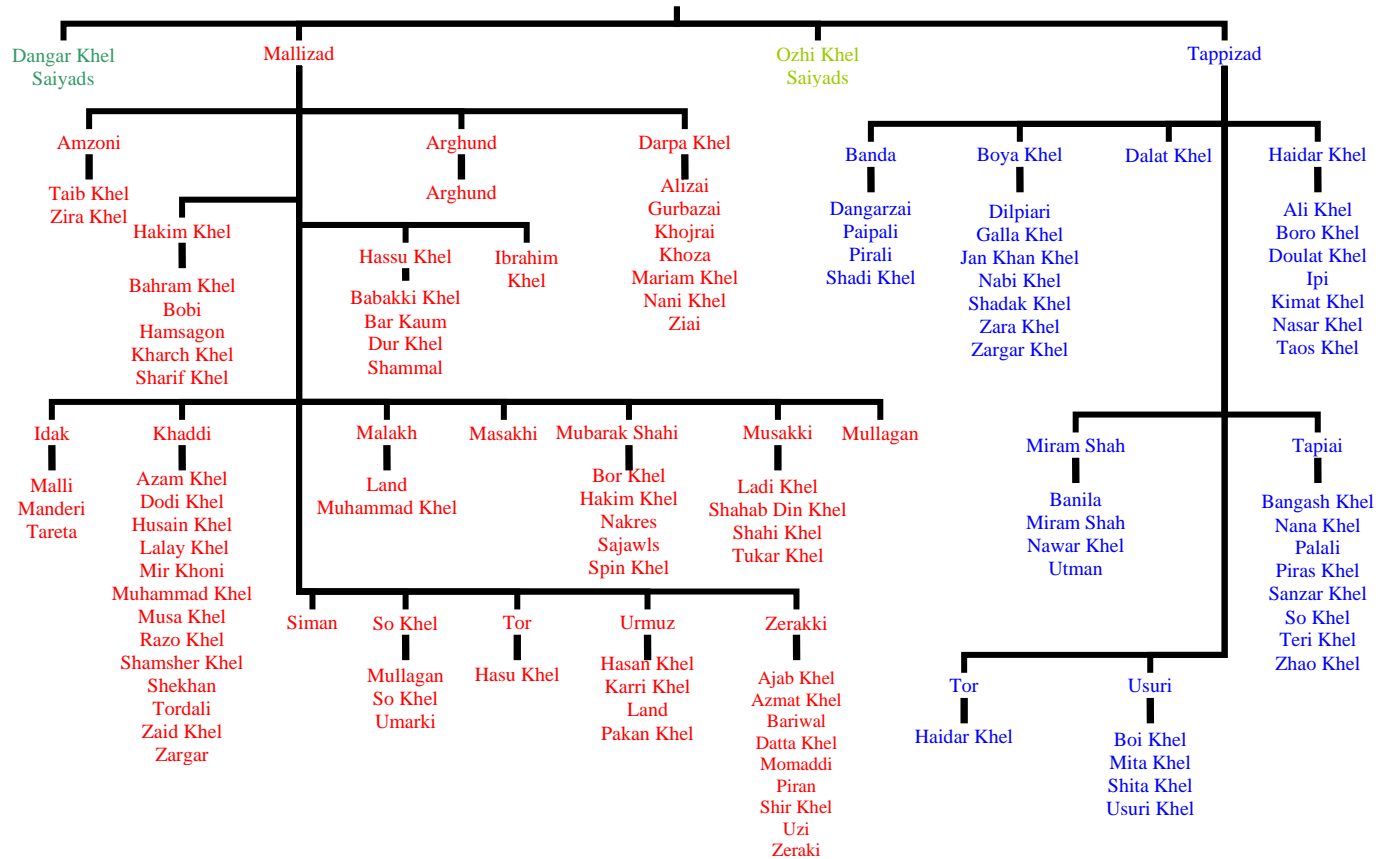 Dangar Khel
Saiyads
Mallizad
Ozhi Khel
Saiyads
Tappizad
Amzoni
Taib Khel
Zira Khel
Arghund
Arghund
Darpa Khel
Alizai
Gurbazai
Khojrai
Khoza
Mariam Khel
Nani Khel
Ziai
Banda
Dangarzai
Paipali
Pirali
Shadi Khel
Boya Khel
Dilpiari
Galla Khel
Jan Khan Khel
Nabi Khel
Shadak Khel
Zara Khel
Zargar Khel
Dalat Khel
Haidar Khel
Ali Khel
Boro Khel
Doulat Khel
Ipi
Kimat Khel
Nasar Khel
Taos Khel
Hakim Khel
Bahram Khel
Bobi
Hamsagon
Kharch Khel
Sharif Khel
Hassu Khel
Babakki Khel
Bar Kaum
Dur Khel
Shammal
Ibrahim
Khel
Idak
Malli
Manderi
Tareta
Khaddi
Azam Khel
Dodi Khel
Husain Khel
Lalay Khel
Mir Khoni
Muhammad Khel
Musa Khel
Razo Khel
Shamsher Khel
Shekhan
Tordali
Zaid Khel
Zargar
Malakh
Land
Muhammad Khel
Masakhi
Mubarak Shahi
Bor Khel
Hakim Khel
Nakres
Sajawls
Spin Khel
Musakki
Ladi Khel
Shahab Din Khel
Shahi Khel
Tukar Khel
Mullagan
Miram Shah
Banila
Miram Shah
Nawar Khel
Utman
Tapiai
Bangash Khel
Nana Khel
Palali
Piras Khel
Sanzar Khel
So Khel
Teri Khel
Zhao Khel
Siman
So Khel
Mullagan
So Khel
Umarki
Tor
Hasu Khel
Urmuz
Hasan Khel
Karri Khel
Land
Pakan Khel
Zerakki
Ajab Khel
Azmat Khel
Bariwal
Datta Khel
Momaddi
Piran
Shir Khel
Uzi
Zeraki
Tor
Haidar Khel
Usuri
Boi Khel
Mita Khel
Shita Khel
Usuri Khel